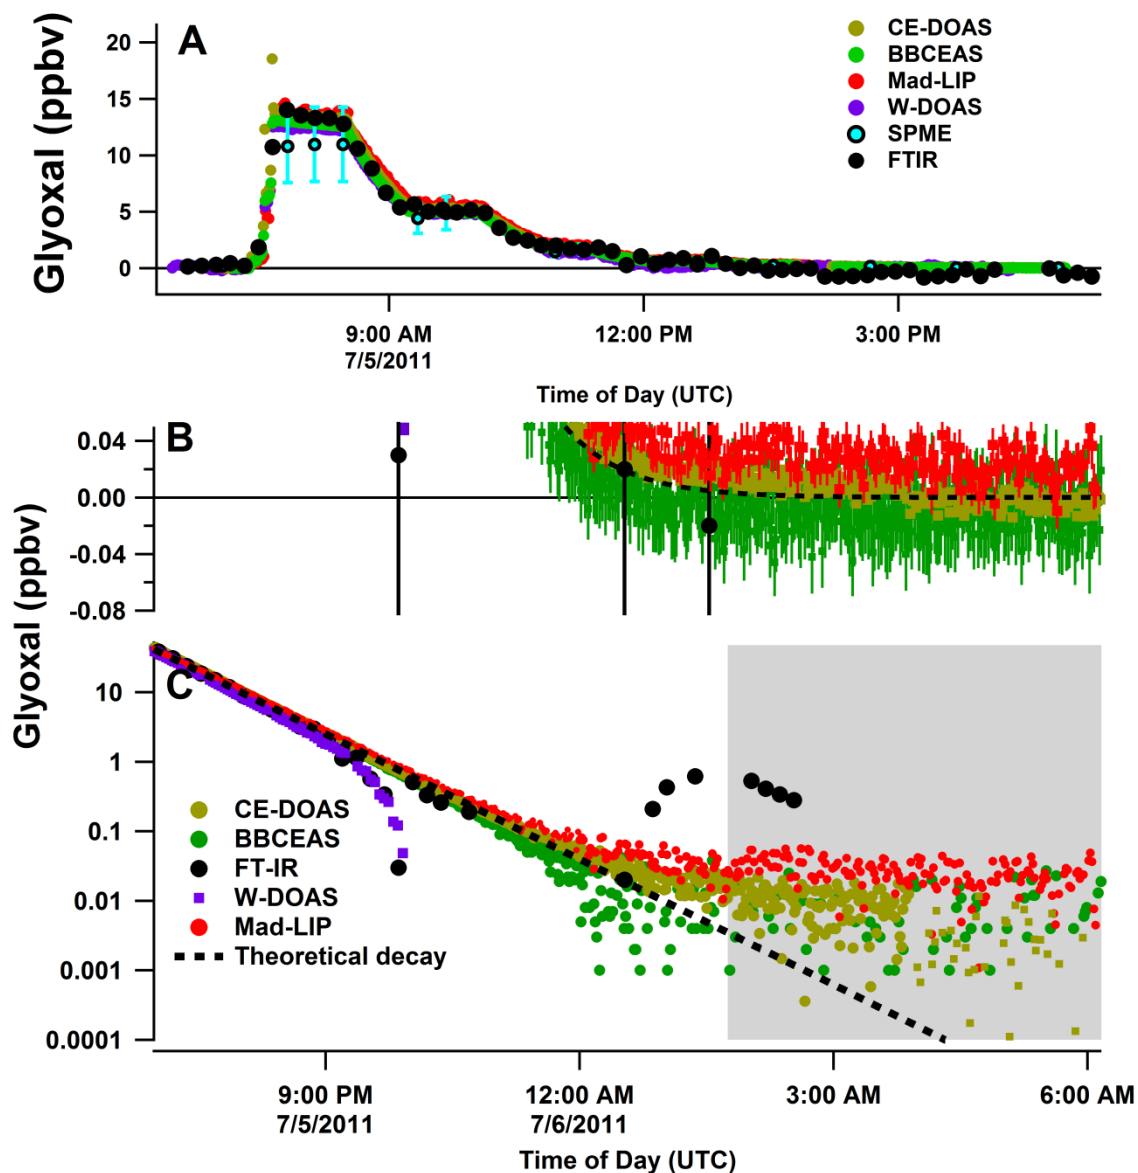 A
Glyoxal (ppbv)
20
15
10
5
0
CE-DOAS
BBCEAS
Mad-LIP
W-DOAS
SPME
FTIR
9:00 AM
7/5/2011
12:00 PM
3:00 PM
Time of Day (UTC)
B
0.04
0.00
-0.04
-0.08
Glyoxal (ppbv)
C
10
1
0.1
0.01
0.001
0.0001
CE-DOAS
BBCEAS
FT-IR
W-DOAS
Mad-LIP
Theoretical decay
9:00 PM
7/5/2011
12:00 AM
7/6/2011
3:00 AM
6:00 AM
Time of Day (UTC)